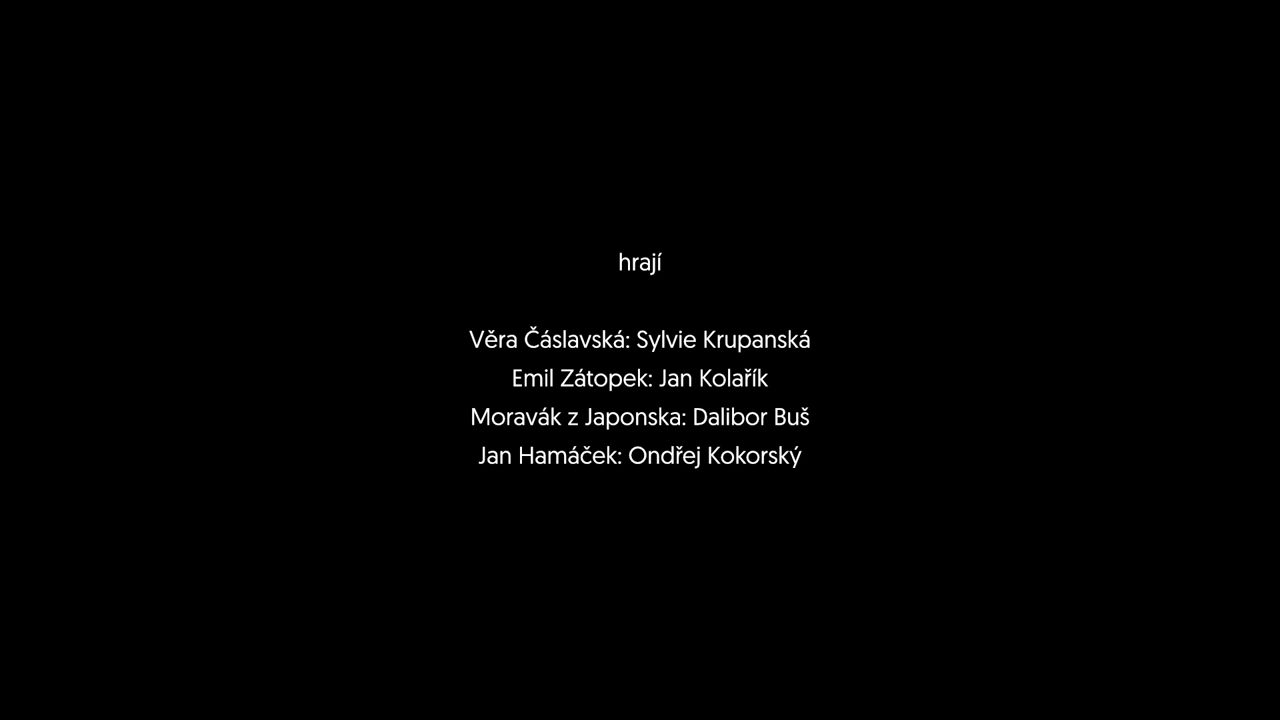 hrají
Věra Čáslavská: Sylvie Krupanská
Emil Zátopek: Jan Kolařík
Moravák z Japonska: Dalibor Buš
Jan Hamáček: Ondřej Kokorský